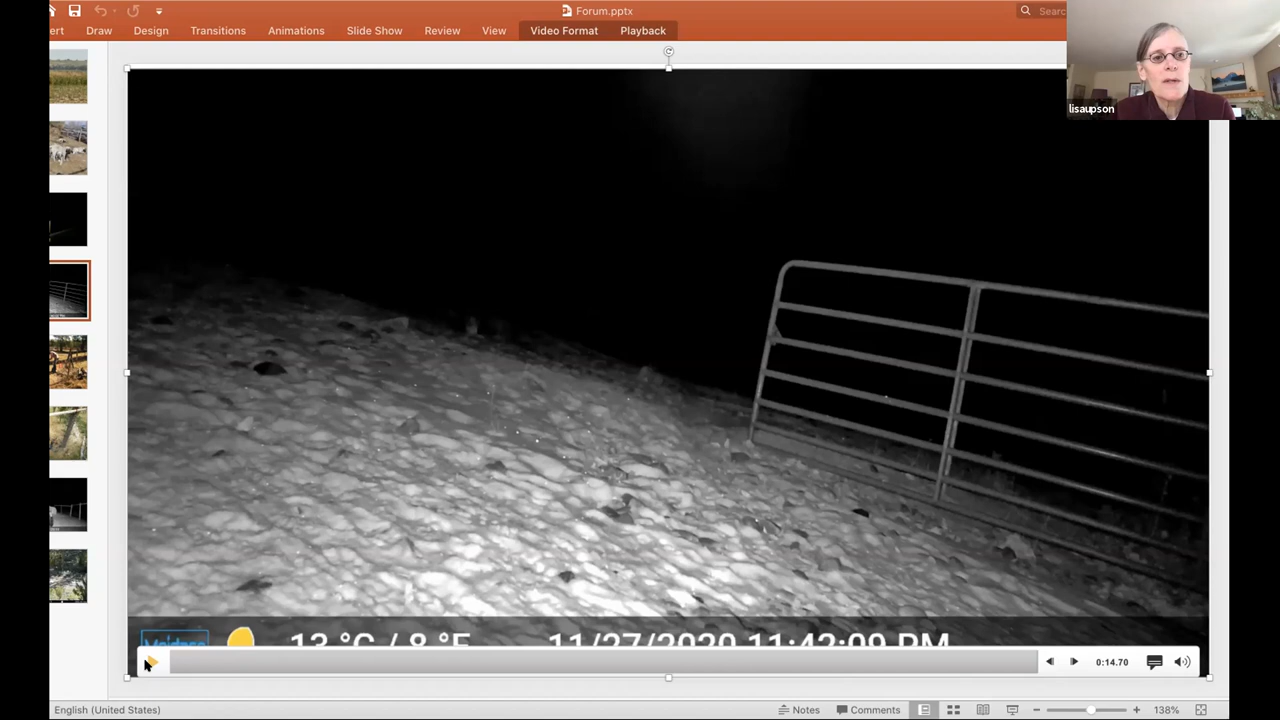 Forum.pptx
Searc
ert Draw Design Transitions Animations Slide Show Review View Video Format Playback
lisaupson
13 °C / 8 °F 11/27/2020 11:42:09 PM
0:14.70
English (United States) Notes Comments 138%